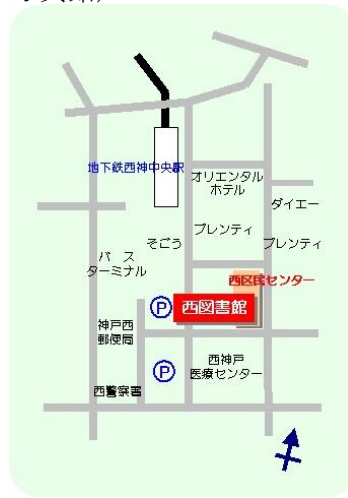 地下鉄西神中央駅
オリエンタル
ホテル
ダイエー
そごう
プレンティ
プレンティ
バス
ターミナル
西区民センター
P
西図書館
神戸西
郵便局
西神戸
医療センター
P
西警察署